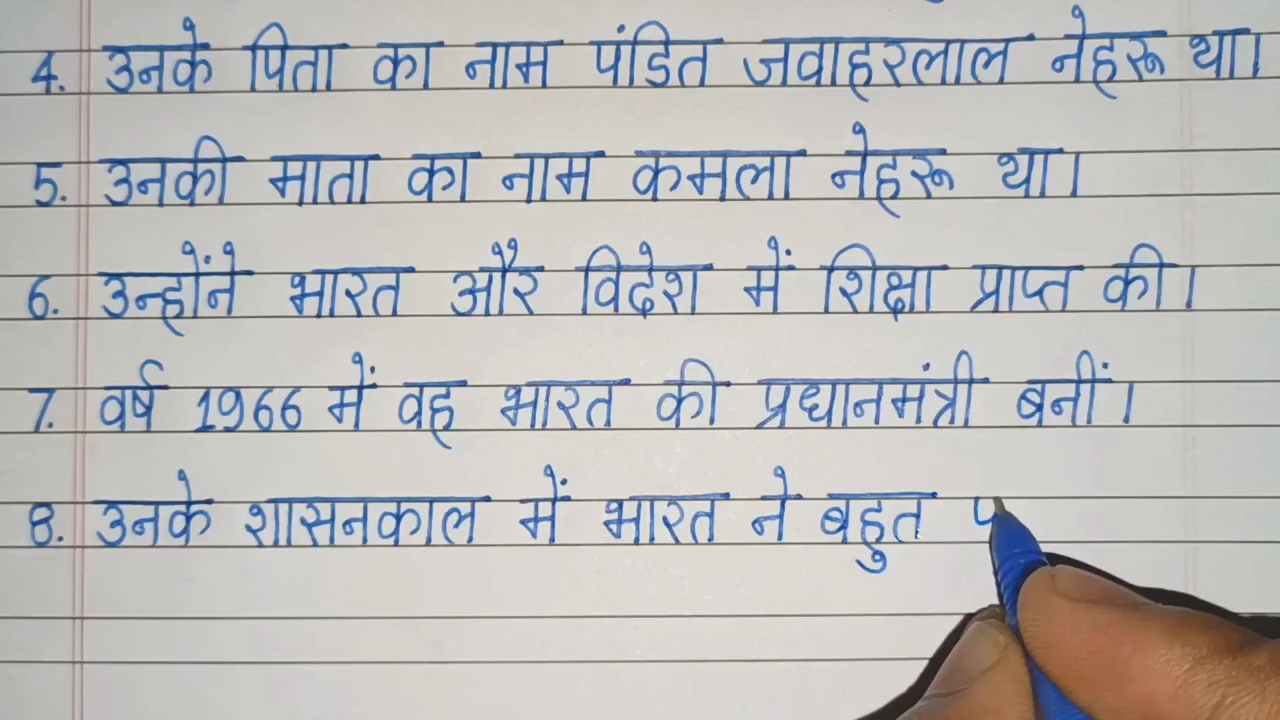 4. उनके पिता का नाम पंडित जवाहरलाल नेहरू था।
5. उनकी माता का नाम कमला नेहरू था।
6. उन्होंने भारत और विदेश में शिक्षा प्राप्त की।
7. वर्ष 1966 में वह भारत की प्रधानमंत्री बनीं।
8. उनके शासनकाल में भारत ने बहुत